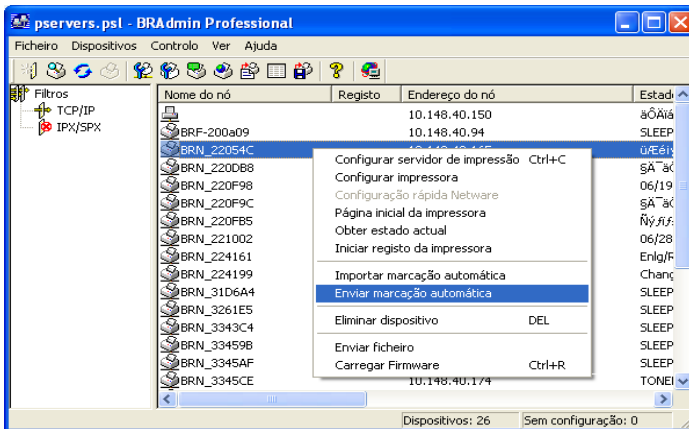 pservers.psl - BRAdmin Professional
Ficheiro Dispositivos Controlo Ver Ajuda
Filtros
TCP/IP
IPX/SPX
Nome do nó Registo Endereço do nó
10.148.40.150
BRF-200a09 10.148.40.94 SLEEP
BRN_22054C
BRN_220DB8
BRN_220F98 06/19
BRN_220F9C
BRN_220FB5
BRN_221002 06/28
BRN_224161 Enlg/F
BRN_224199 Chang
BRN_31D6A4 SLEEP
BRN_3261E5 SLEEP
BRN_3343C4 SLEEP
BRN_33459B SLEEP
BRN_3345AF SLEEP
BRN_3345CE 10.148.40.174
Configurar servidor de impressão Ctrl+C
Configurar impressora
Configuração rápida Netware
Página inicial da impressora
Obter estado actual
Iniciar registo da impressora
Importar marcação automática
Enviar marcação automática
Eliminar dispositivo DEL
Enviar ficheiro
Carregar Firmware Ctrl+R
Dispositivos: 26 Sem configuração: 0